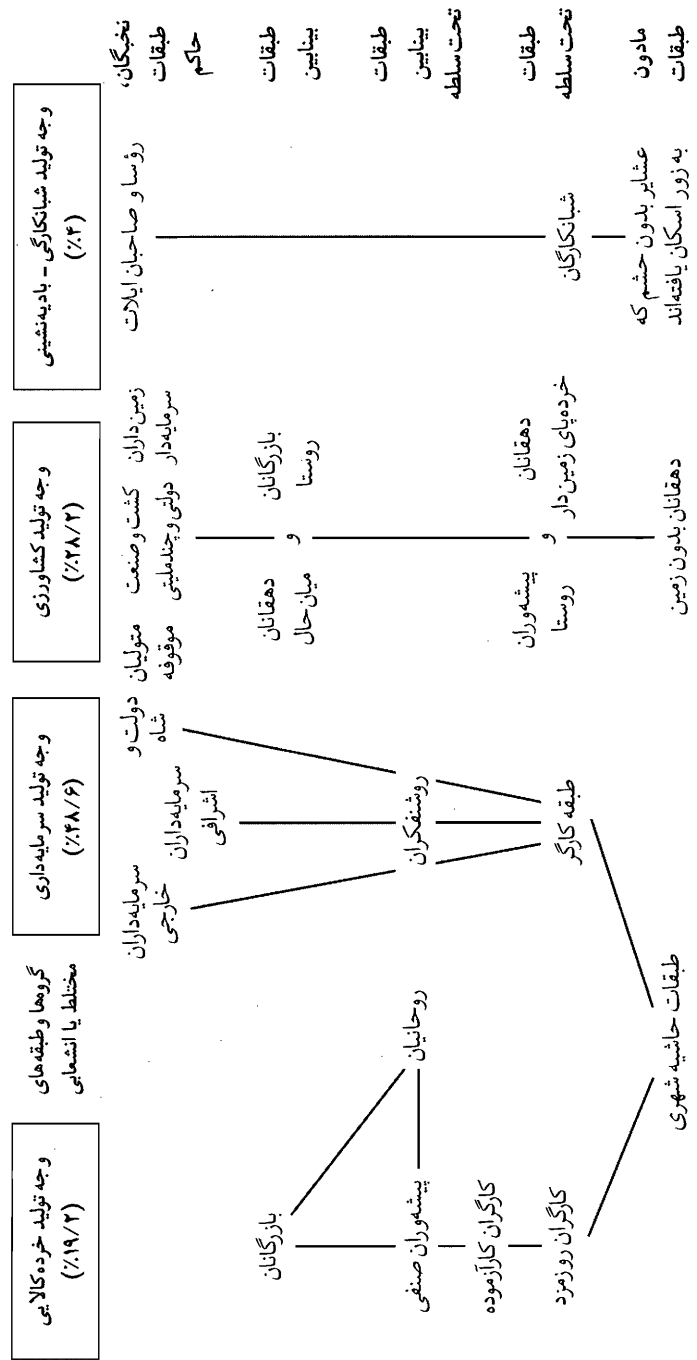 وجه تولید شبانکارگی - بادیه‌نشینی
(٪۴)
وجه تولید کشاورزی
(٪۲۸/۲)
وجه تولید سرمایه‌داری
(٪۴۸/۶)
گروهها و طبقه‌های
مختلط یا انشعابی
وجه تولید خرده‌کالایی
(٪۱۹/۲)
نخبگان،
طبقات
حاکم
رؤسا و صاحبان ایلات
زمین‌داران
سرمایه‌دار
کشت و صنعت
دولتی و چندملیتی
متولیان
موقوفه
دولت و
شاه
سرمایه‌داران
اشرافی
سرمایه‌داران
خارجی
طبقات
بینابین
بازرگانان
روستا
و
دهقانان
میان‌حال
بازرگانان
طبقات
بینابین
تحت سلطه
روشنفکران
روحانیان
پیشه‌وران صنفی
کارگران کارآزموده
طبقات
تحت سلطه
شبانکارگان
دهقانان
خرده‌پای زمین‌دار
و
پیشه‌وران
روستا
طبقه کارگر
کارگران روزمزد
طبقات
مادون
عشایر بدون حشم که
به زور اسکان یافته‌اند
دهقانان بدون زمین
طبقات حاشیه شهری